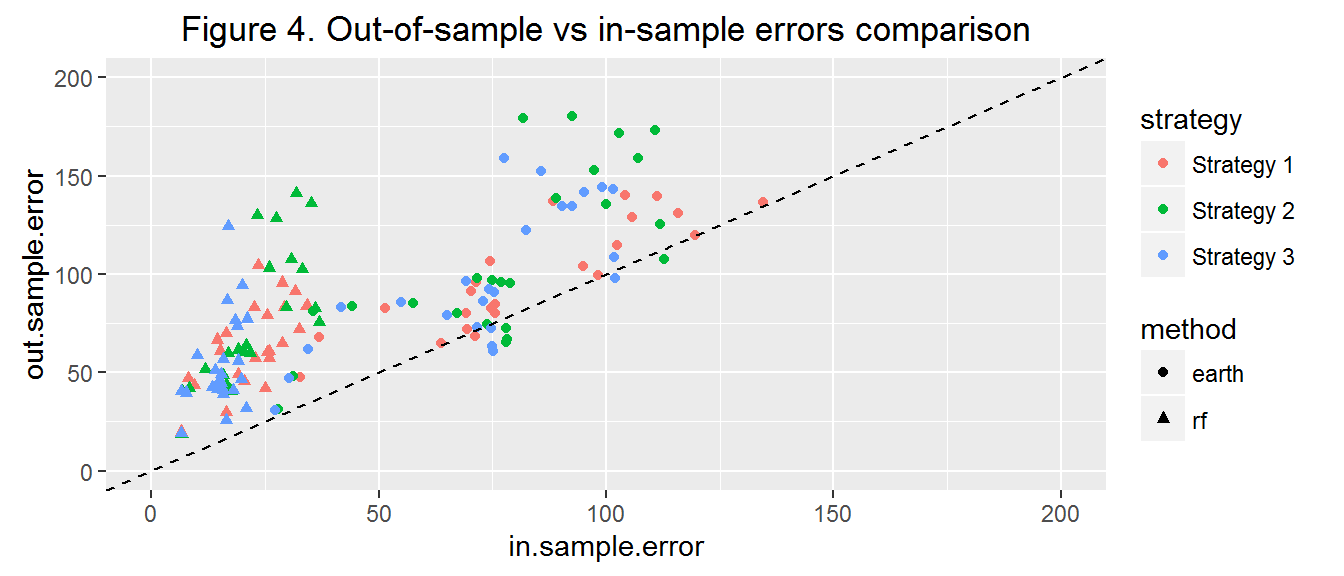 Figure 4. Out-of-sample vs in-sample errors comparison
200
150
100
50
0
out.sample.error
0 50 100 150 200
in.sample.error
strategy
Strategy 1
Strategy 2
Strategy 3
method
earth
rf